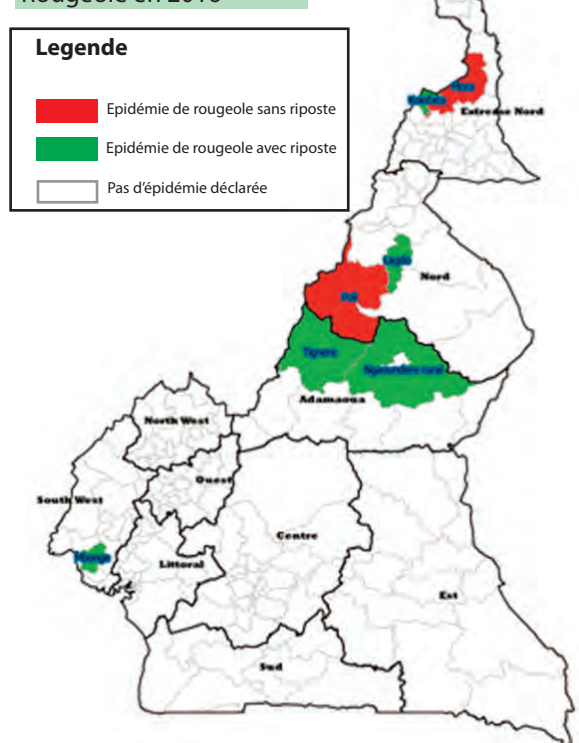 Rougeole en 2016
Legende
Epidémie de rougeole sans riposte
Epidémie de rougeole avec riposte
Pas d'épidémie déclarée
Mora
Kolofata
Extreme Nord
Lagdo
Nord
Poli
Tignere
Ngaoundere rural
Adamaoua
North West
Ouest
South West
Centre
Mbonge
Littoral
Est
Sud